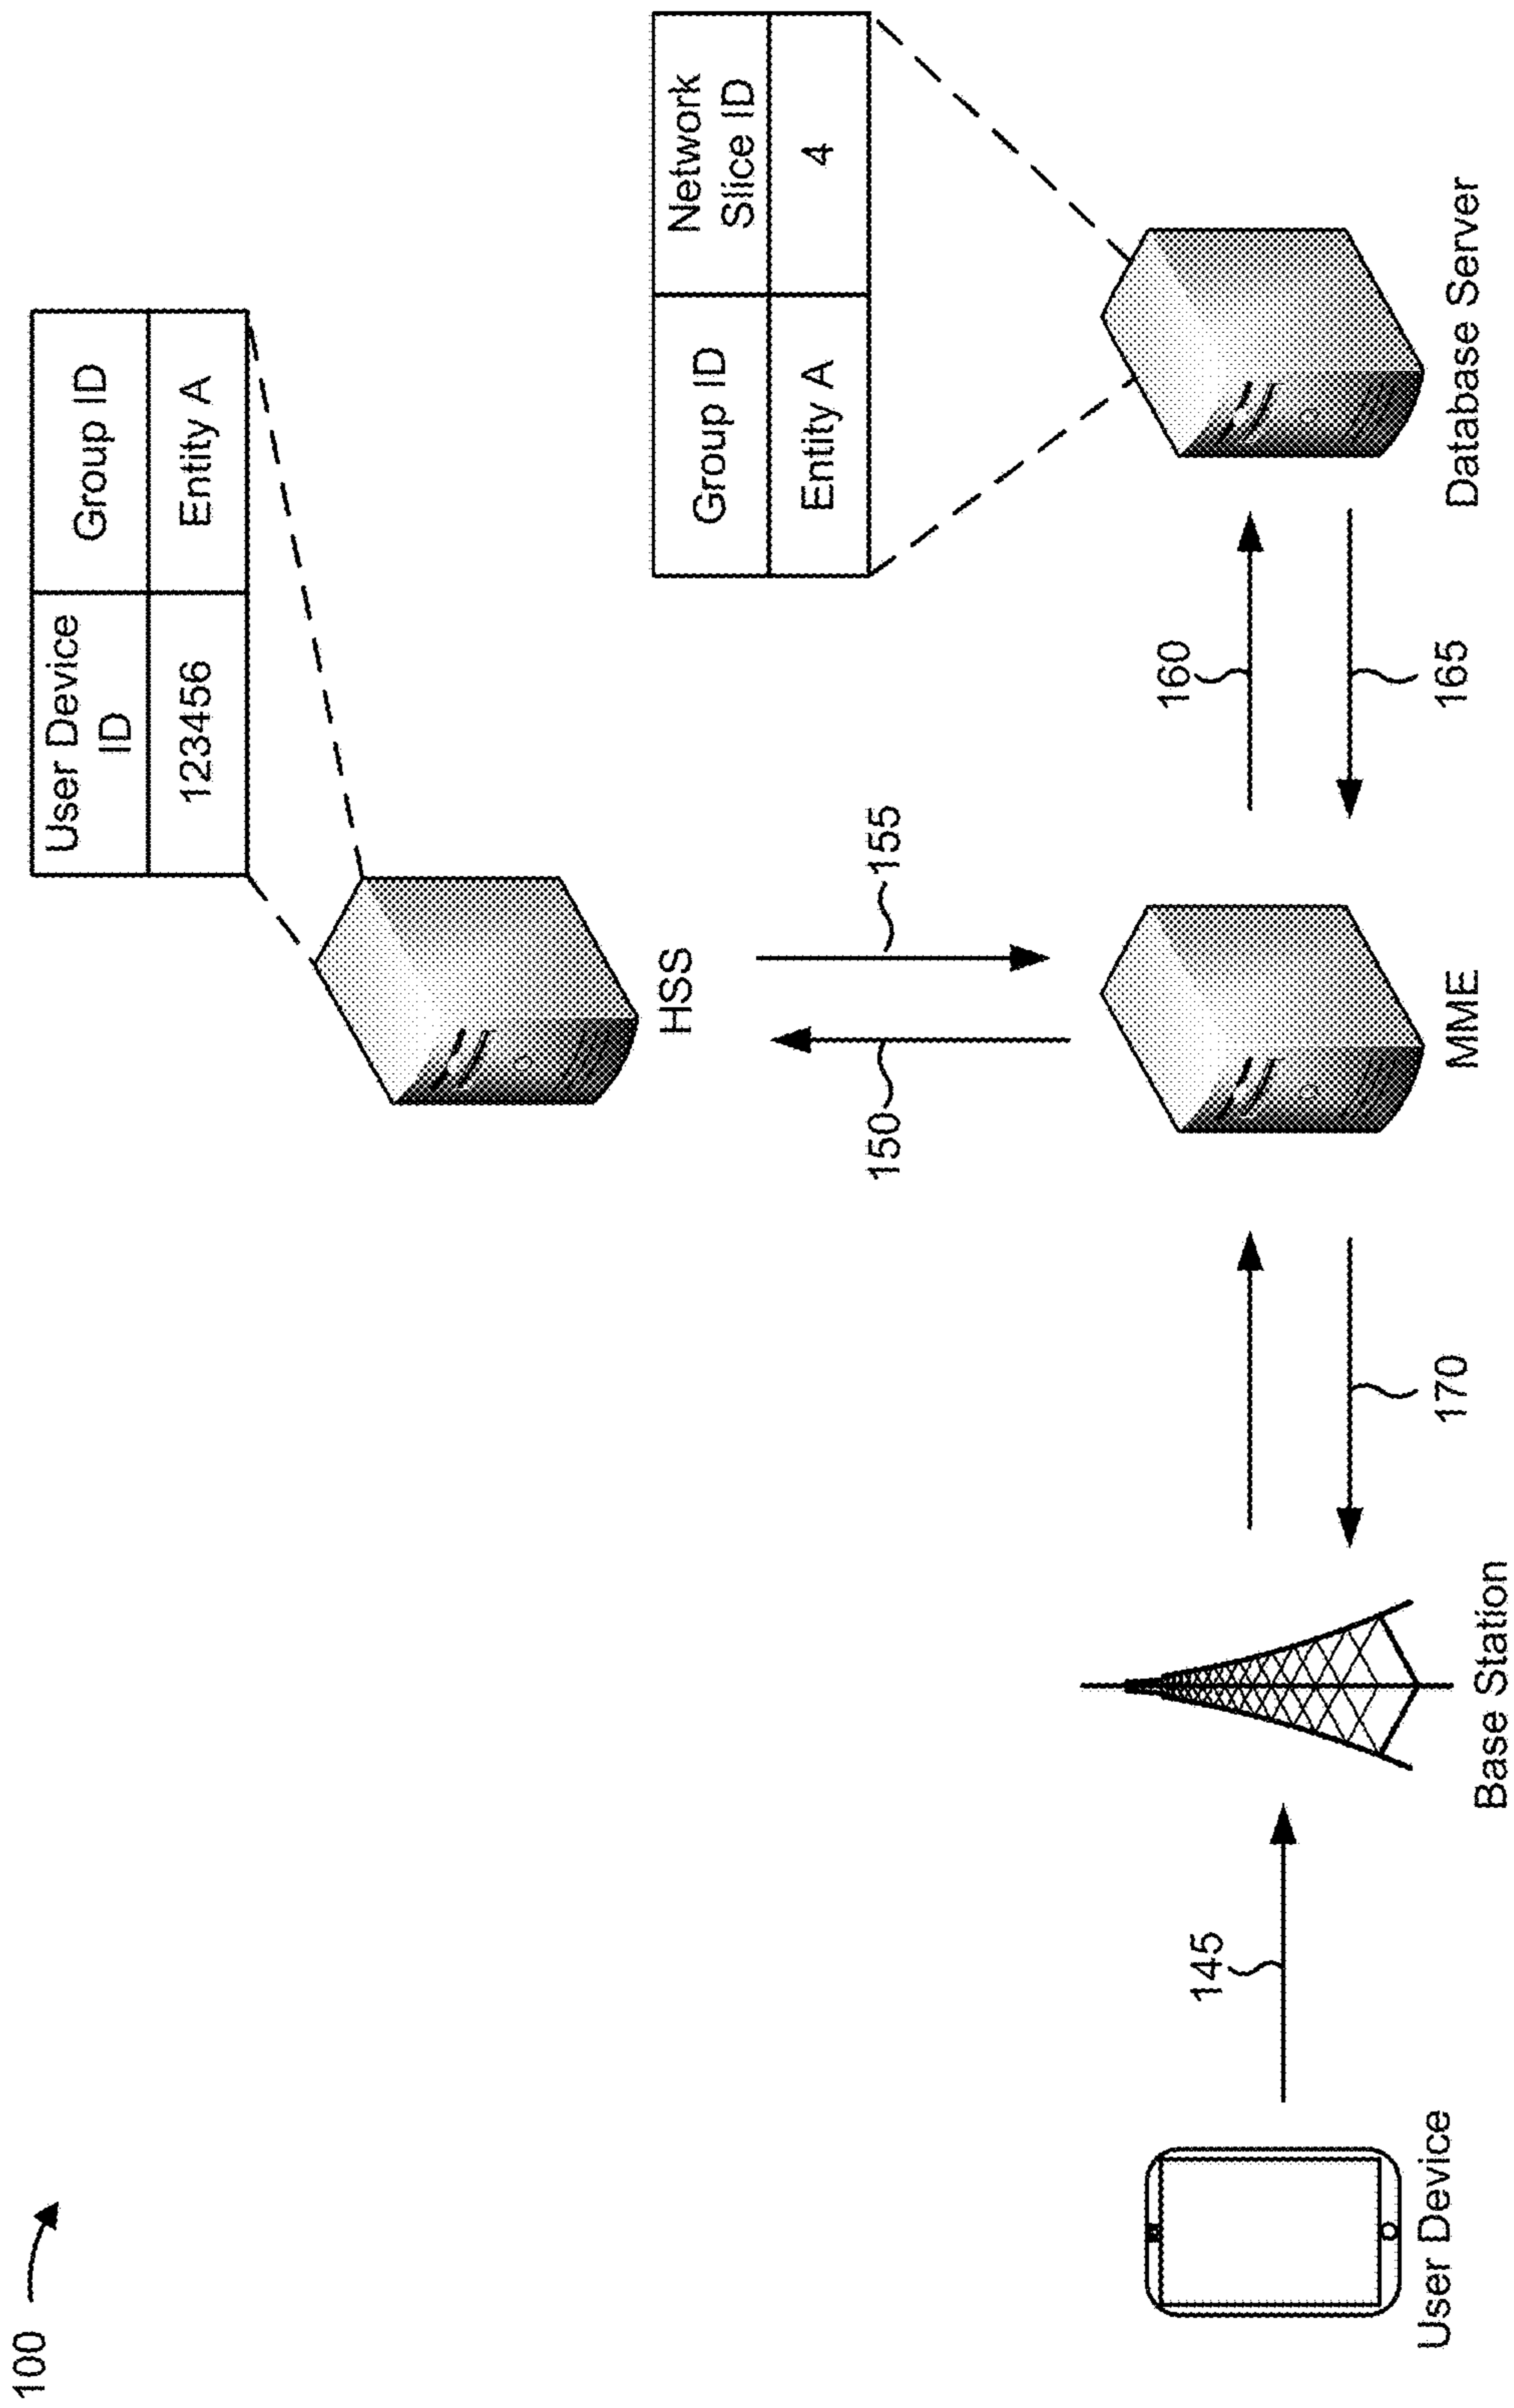 100
User Device
ID
Group ID
123456
Entity A
HSS
Group ID
Network
Slice ID
Entity A
4
150
155
160
165
145
170
User Device
Base Station
MME
Database Server